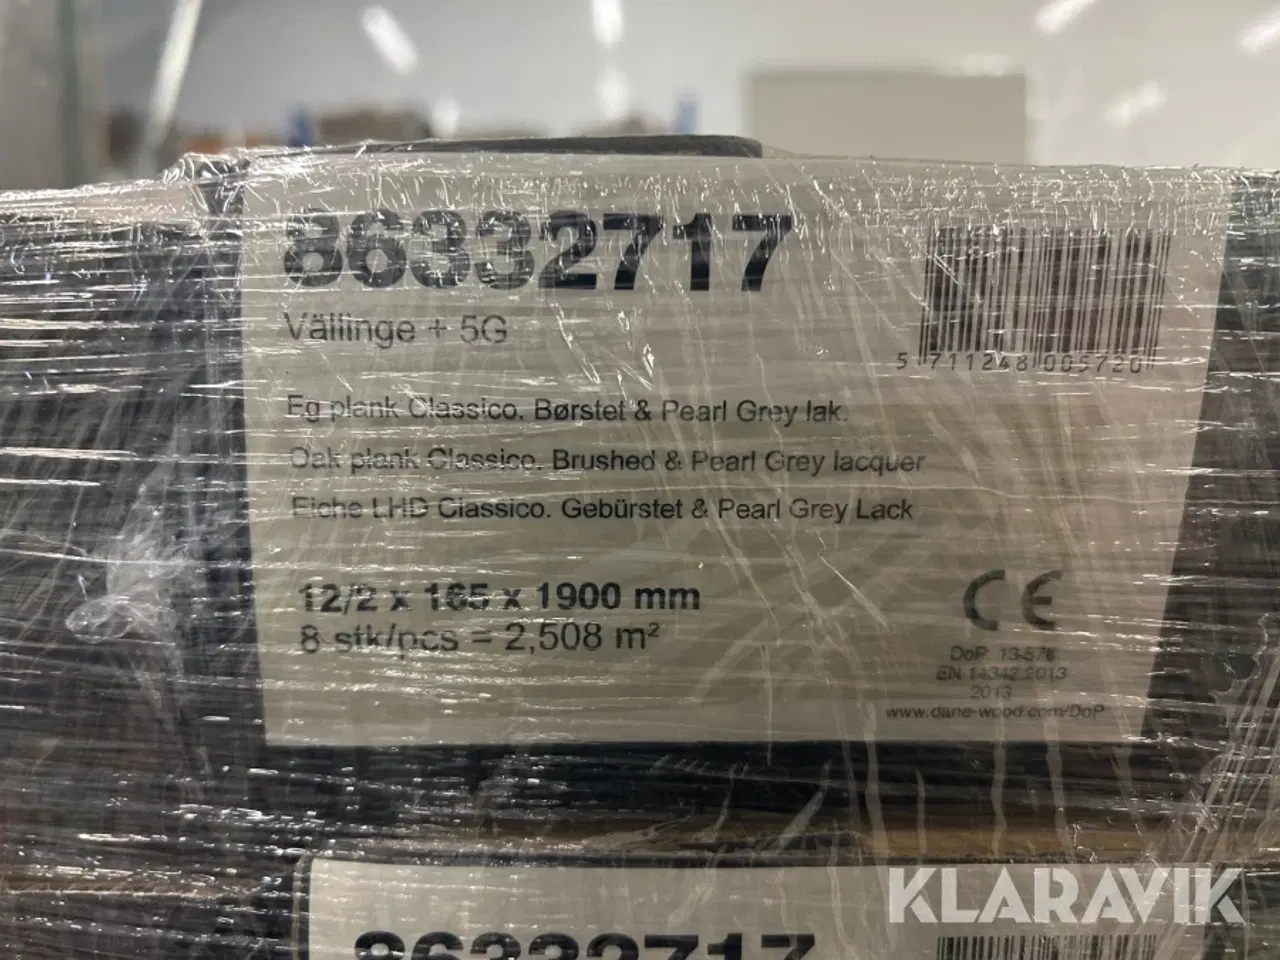 86332717
Vällinge + 5G
5 711248 005720
Eg plank Classico. Børstet & Pearl Grey lak.
Oak plank Classico. Brushed & Pearl Grey lacquer
Eiche LHD Classico. Gebürstet & Pearl Grey Lack
12/2 x 165 x 1900 mm
8 stk/pcs = 2,508 m²
CE
DoP: 13-576
EN 14342:2013
2013
www.dane-wood.com/DoP
KLARAVIK
86332717